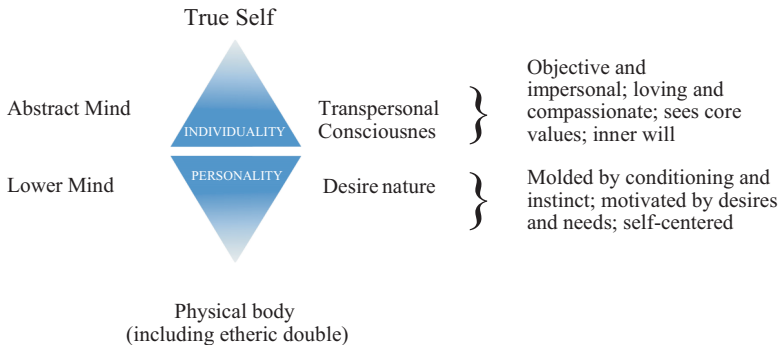 True Self
Abstract Mind
INDIVIDUALITY
Transpersonal
Consciousnes
Objective and
impersonal; loving and
compassionate; sees core
values; inner will
Lower Mind
PERSONALITY
Desire nature
Molded by conditioning and
instinct; motivated by desires
and needs; self-centered
Physical body
(including etheric double)